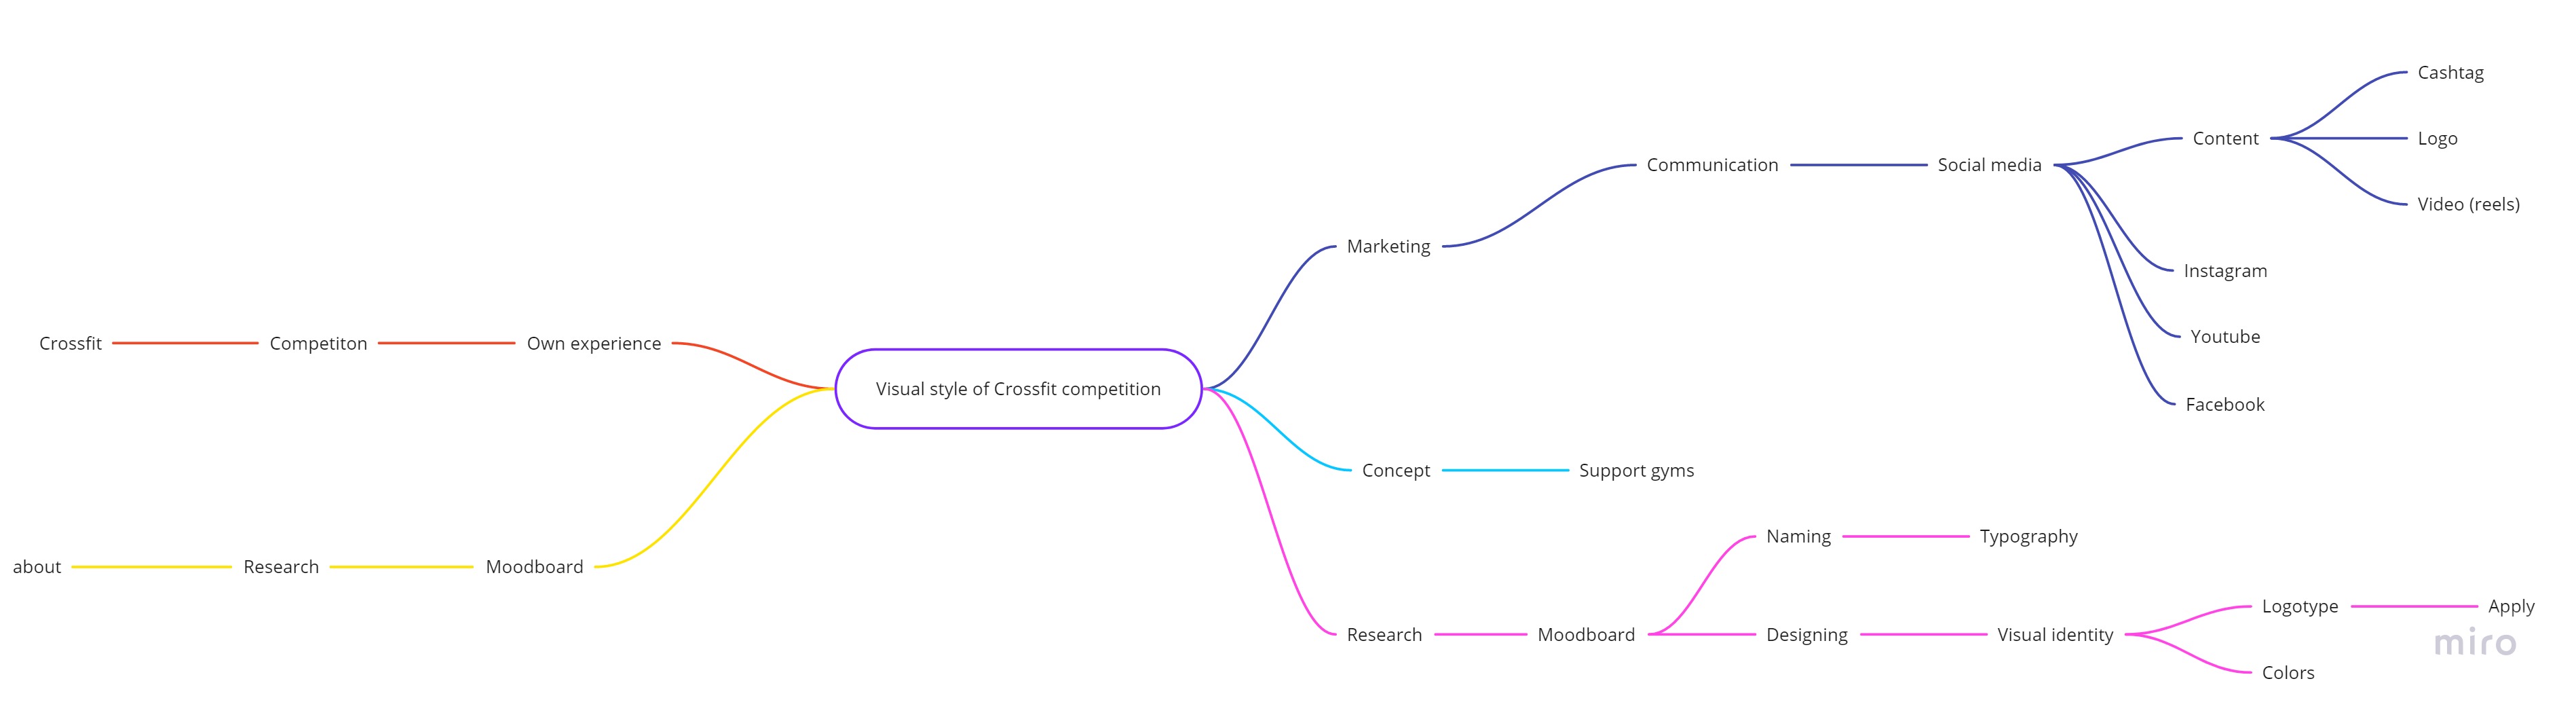 Cashtag
Content
Logo
Communication
Social media
Video (reels)
Marketing
Instagram
Youtube
Crossfit
Competiton
Own experience
Visual style of Crossfit competition
Facebook
Concept
Support gyms
Naming
Typography
about
Research
Moodboard
Logotype
Apply
Research
Moodboard
Designing
Visual identity
miro
Colors